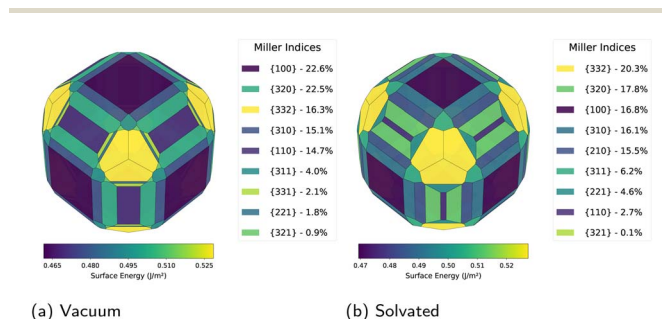 Miller Indices
{100} - 22.6%
{320} - 22.5%
{332} - 16.3%
{310} - 15.1%
{110} - 14.7%
{311} - 4.0%
{331} - 2.1%
{221} - 1.8%
{321} - 0.9%
0.465 0.480 0.495 0.510 0.525
Surface Energy (J/m²)
(a) Vacuum
Miller Indices
{332} - 20.3%
{320} - 17.8%
{100} - 16.8%
{310} - 16.1%
{210} - 15.5%
{311} - 6.2%
{221} - 4.6%
{110} - 2.7%
{321} - 0.1%
0.47 0.48 0.49 0.50 0.51 0.52
Surface Energy (J/m²)
(b) Solvated